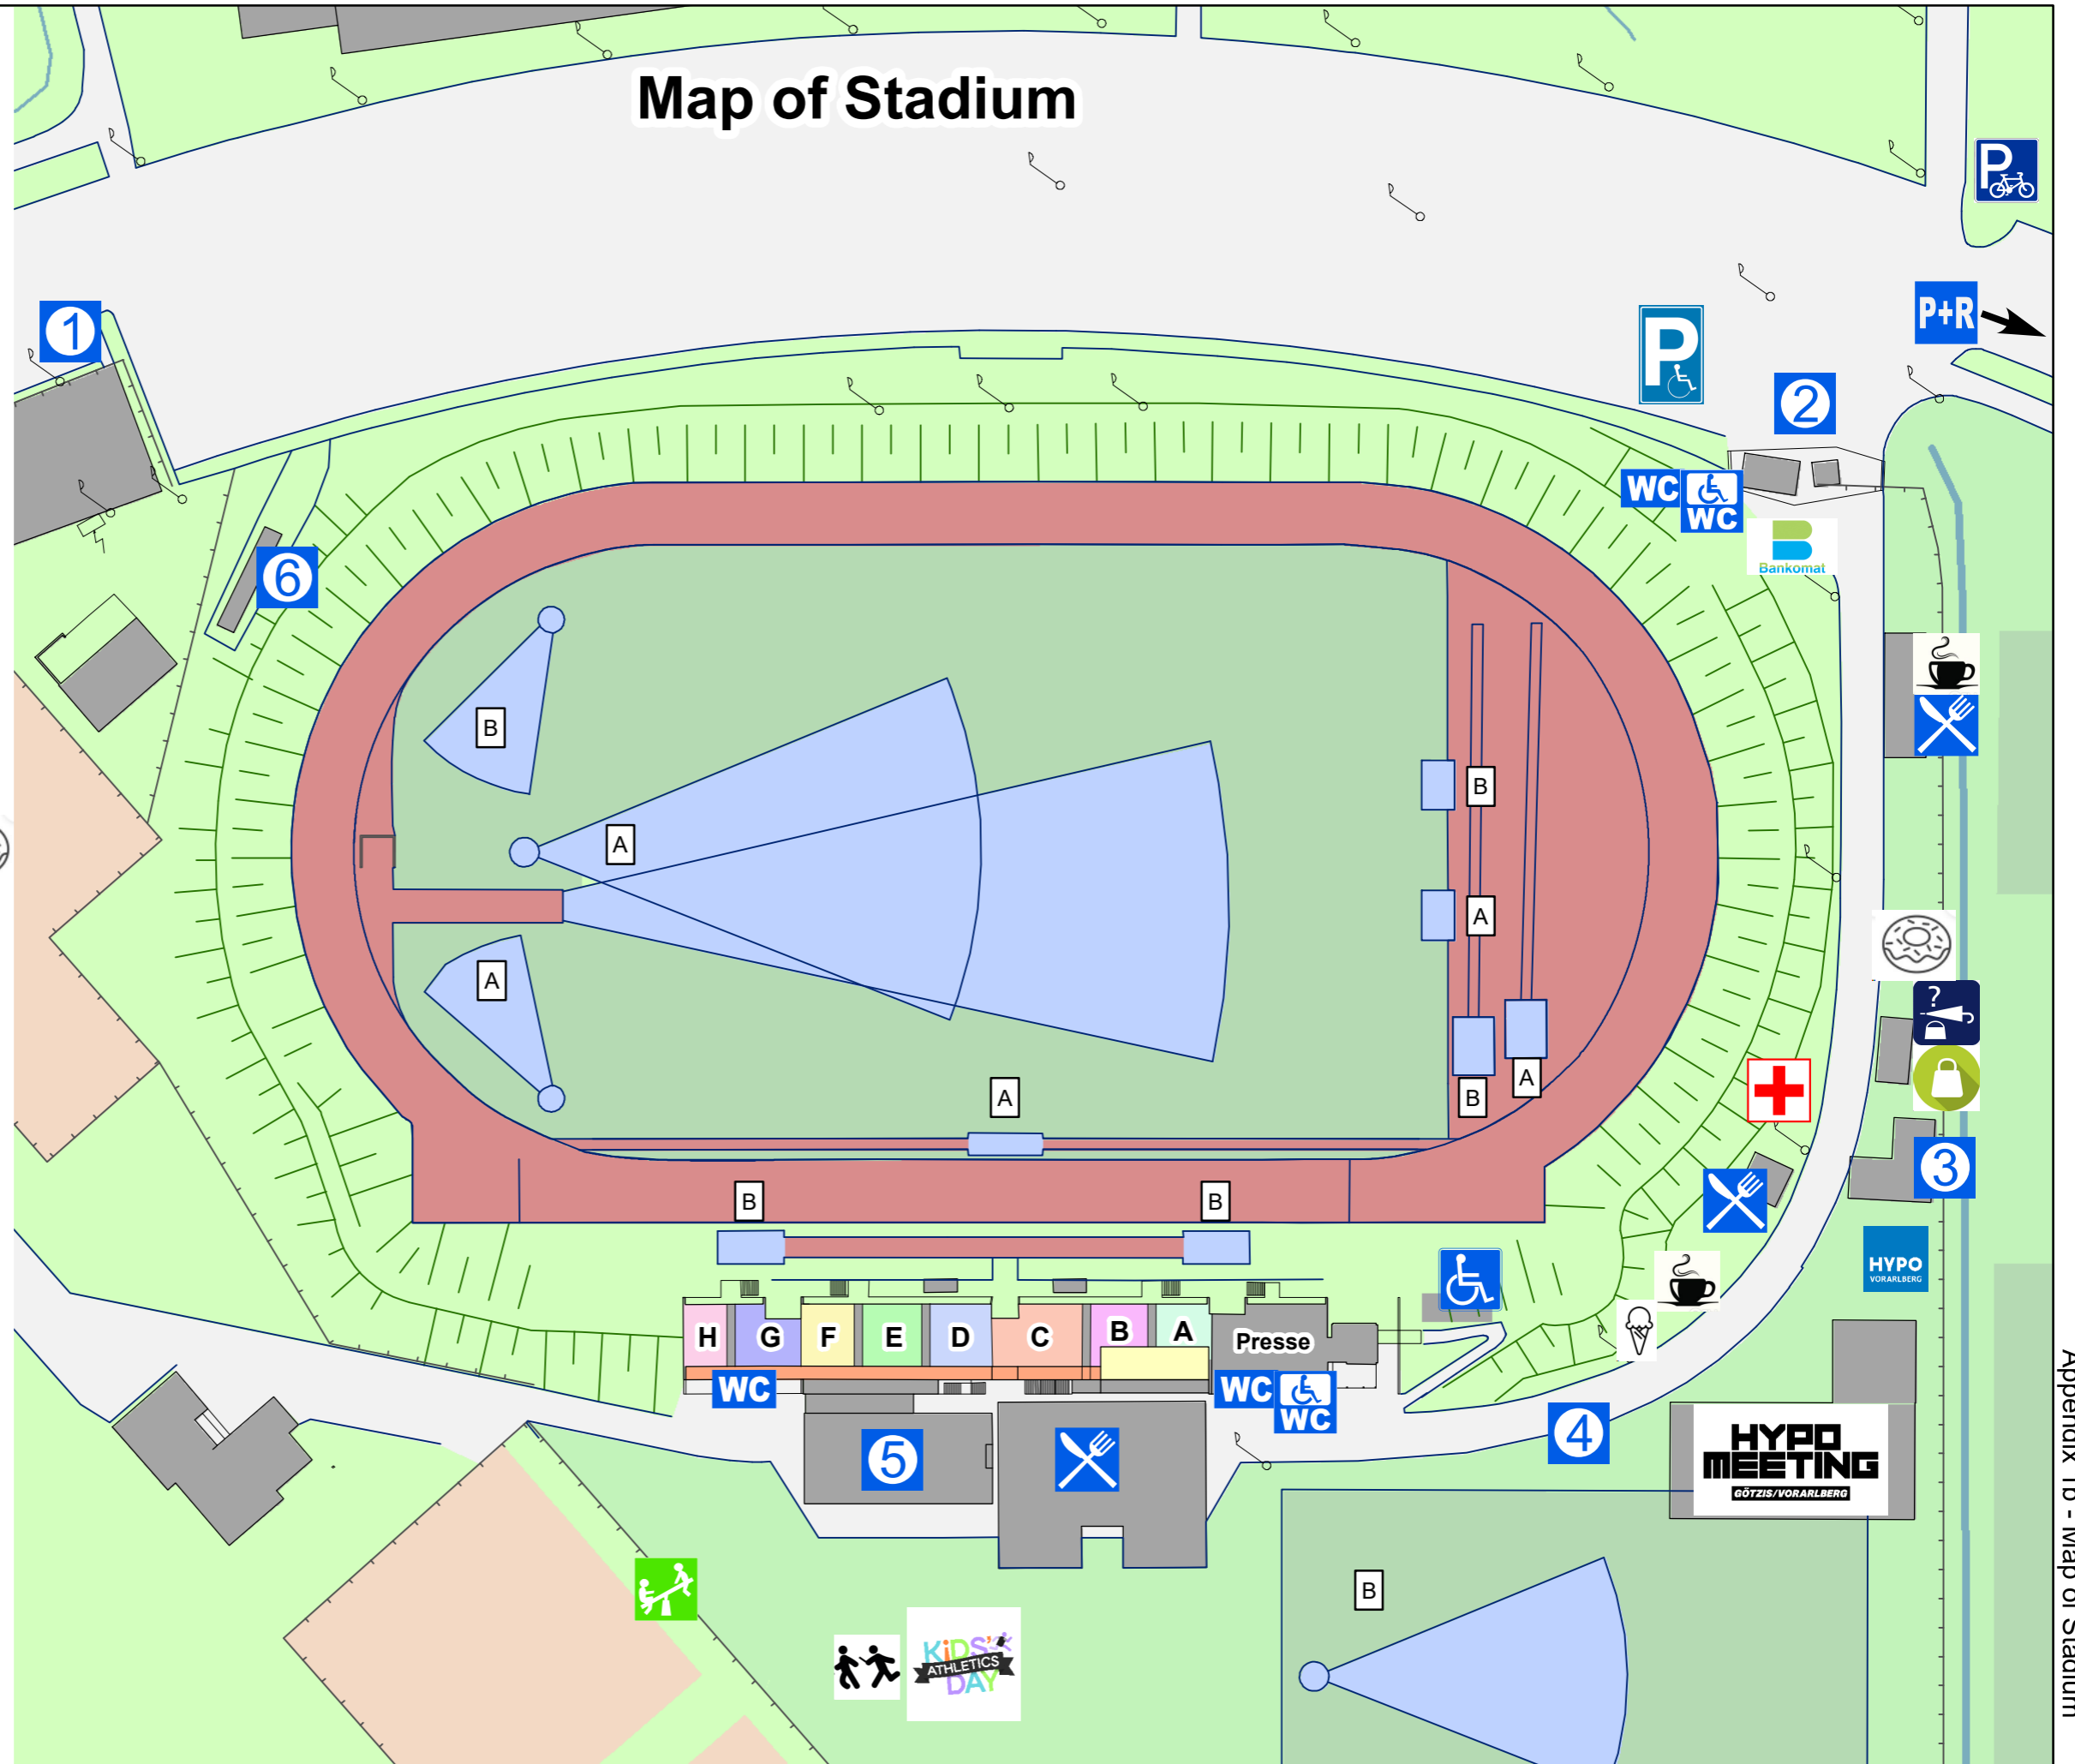 Map of Stadium
P
1
P+R
P
2
WC
WC
Bankomat
6
B
B
A
A
A
?
A
B
A
3
B
B
HYPO
VORARLBERG
H
G
F
E
D
C
B
A
Presse
WC
WC
WC
5
4
HYPO
MEETING
GÖTZIS/VORARLBERG
B
KiDS'
ATHLETICS
DAY
Appendix 1b - Map of Stadium